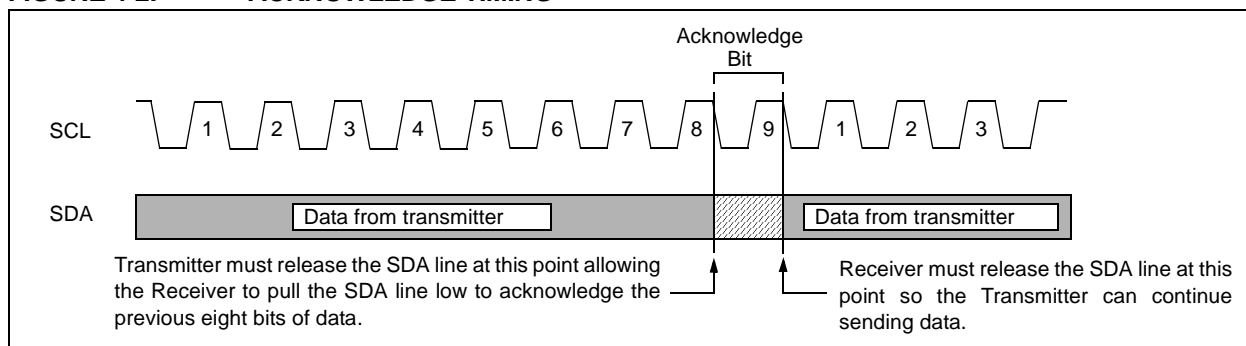 Acknowledge
Bit
SCL
1 2 3 4 5 6 7 8 9 1 2 3
SDA
Data from transmitter
Data from transmitter
Transmitter must release the SDA line at this point allowing
the Receiver to pull the SDA line low to acknowledge the
previous eight bits of data.
Receiver must release the SDA line at this
point so the Transmitter can continue
sending data.